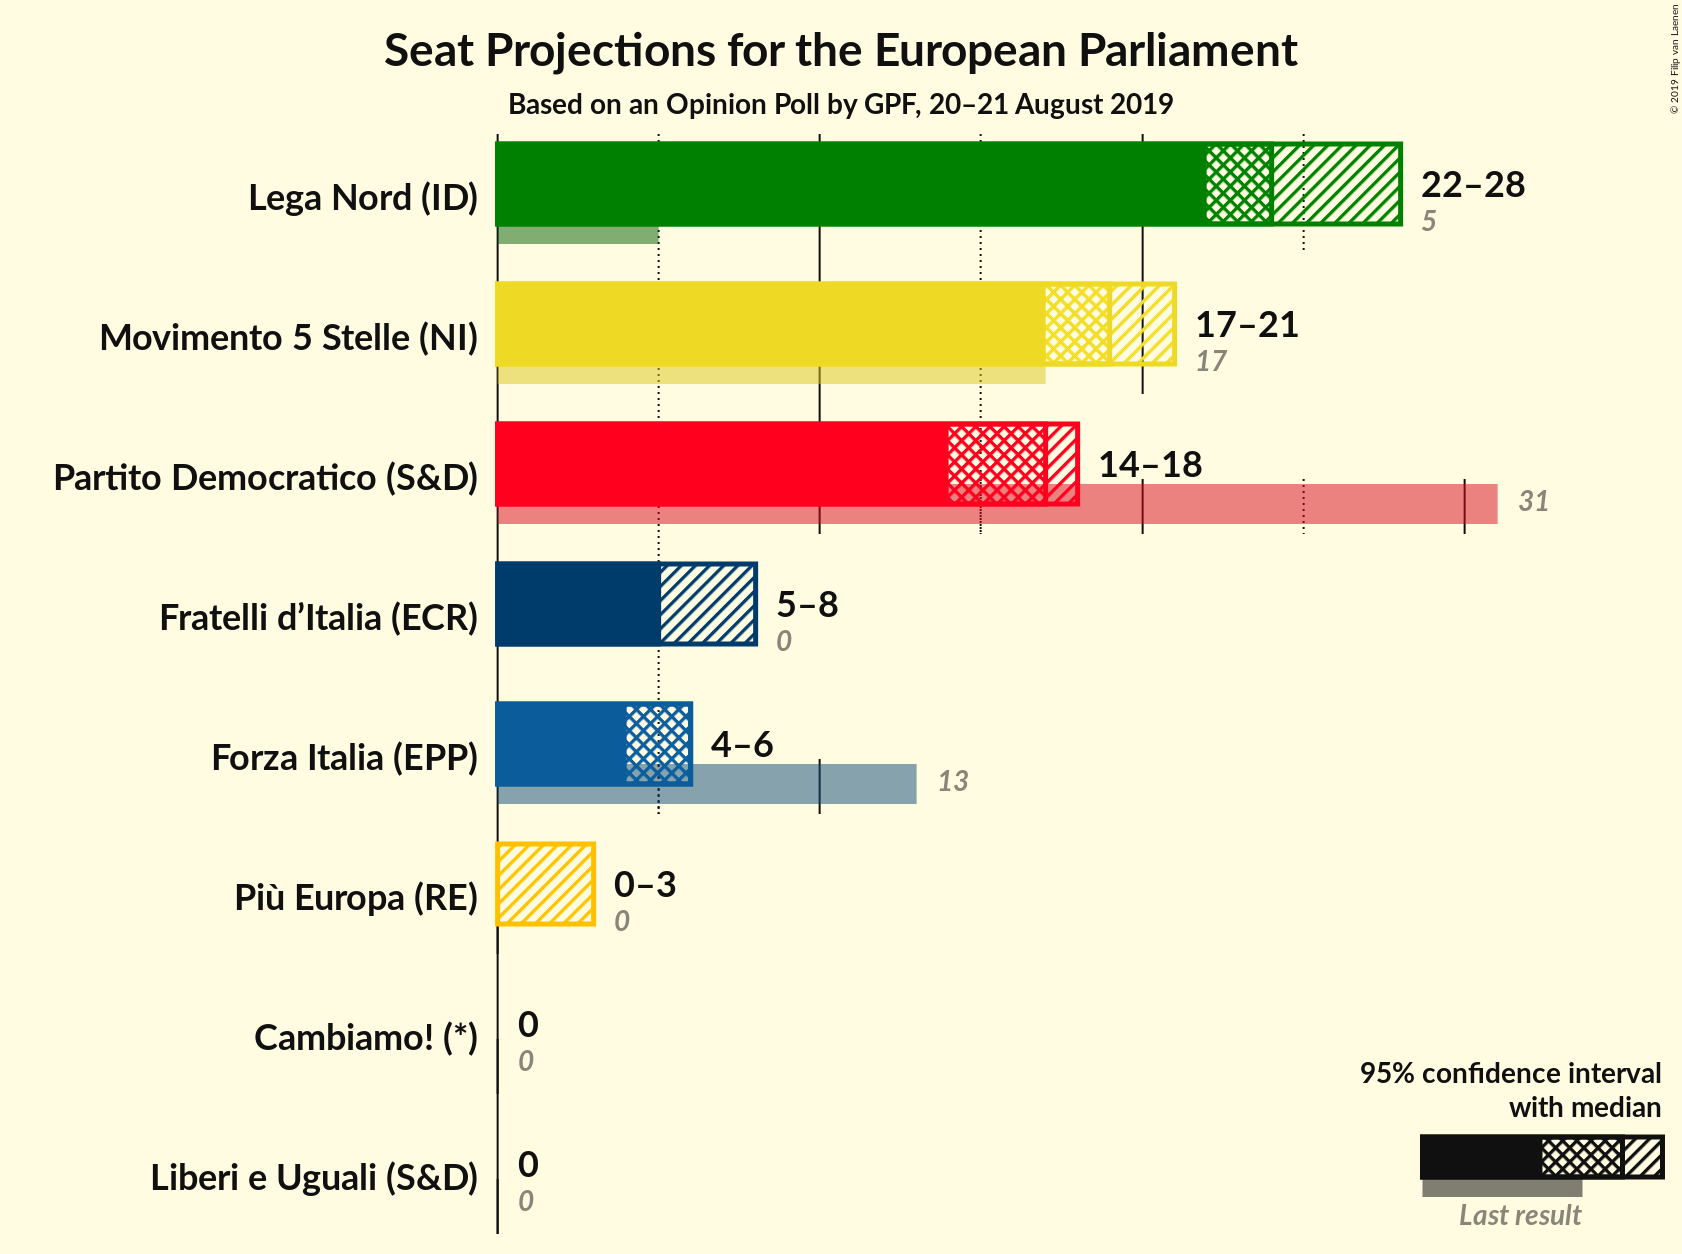 Seat Projections for the European Parliament
Based on an Opinion Poll by GPF, 20–21 August 2019
© 2019 Filip van Laenen
Lega Nord (ID)
22–28
5
Movimento 5 Stelle (NI)
17–21
17
Partito Democratico (S&D)
14–18
31
Fratelli d’Italia (ECR)
5–8
0
Forza Italia (EPP)
4–6
13
Più Europa (RE)
0–3
0
Cambiamo! (*)
0
0
Liberi e Uguali (S&D)
0
0
95% confidence interval
with median
Last result